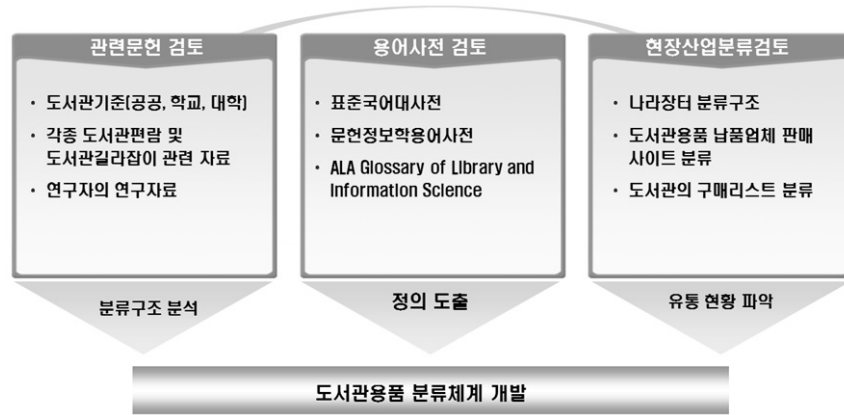 관련문헌 검토
• 도서관기준(공공, 학교, 대학)
• 각종 도서관편람 및
도서관길라잡이 관련 자료
• 연구자의 연구자료
분류구조 분석
용어사전 검토
• 표준국어대사전
• 문헌정보학용어사전
• ALA Glossary of Library and
Information Science
정의 도출
현장산업분류검토
• 나라장터 분류구조
• 도서관용품 납품업체 판매
사이트 분류
• 도서관의 구매리스트 분류
유통 현황 파악
도서관용품 분류체계 개발